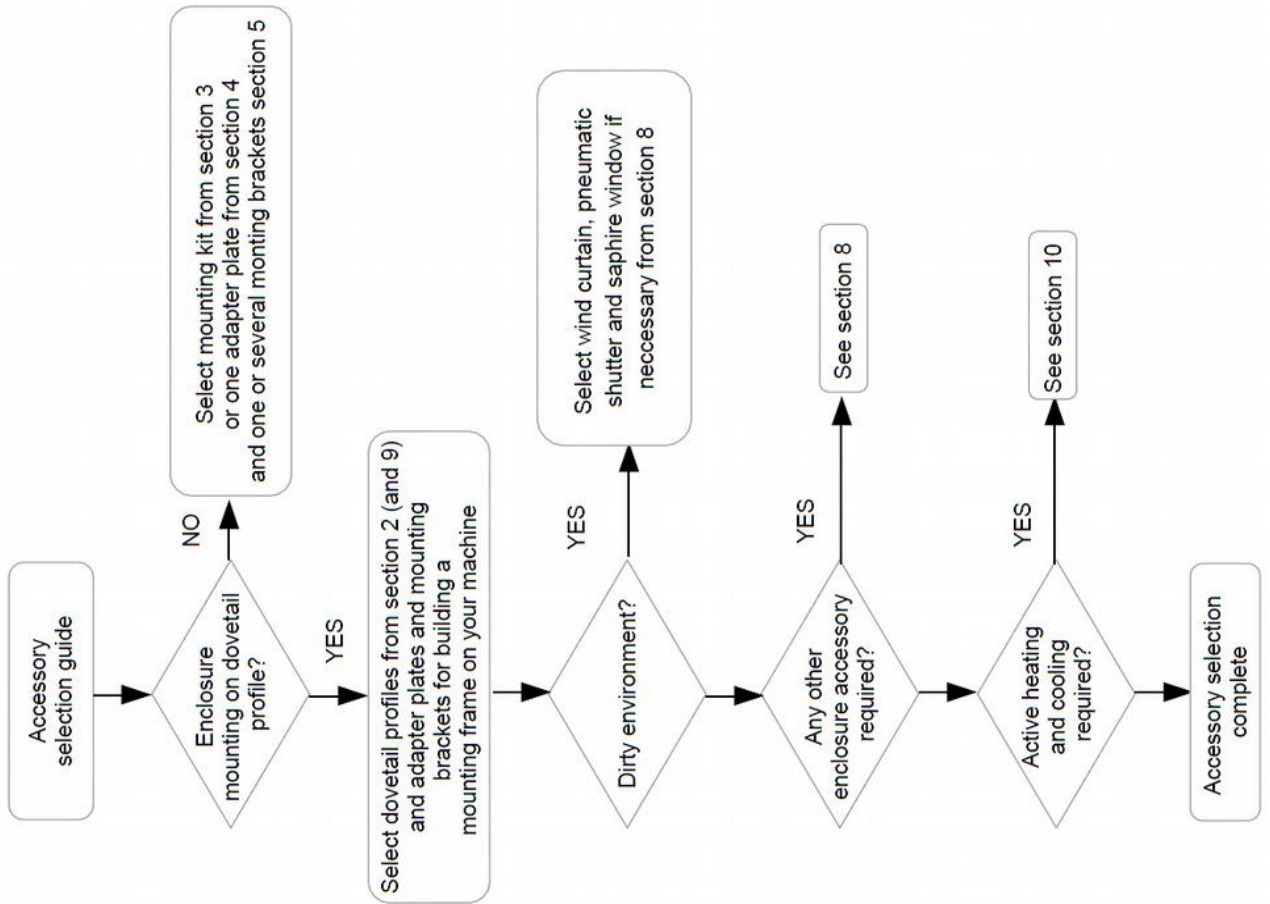 Accessory
selection guide
Enclosure
mounting on dovetail
profile?
NO
Select mounting kit from section 3
or one adapter plate from section 4
and one or several monting brackets section 5
YES
Select dovetail profiles from section 2 (and 9)
and adapter plates and mounting
brackets for building a
mounting frame on your machine
Dirty environment?
YES
Select wind curtain, pneumatic
shutter and saphire window if
neccessary from section 8
Any other
enclosure accessory
required?
YES
See section 8
Active heating
and cooling
required?
YES
See section 10
Accessory selection
complete